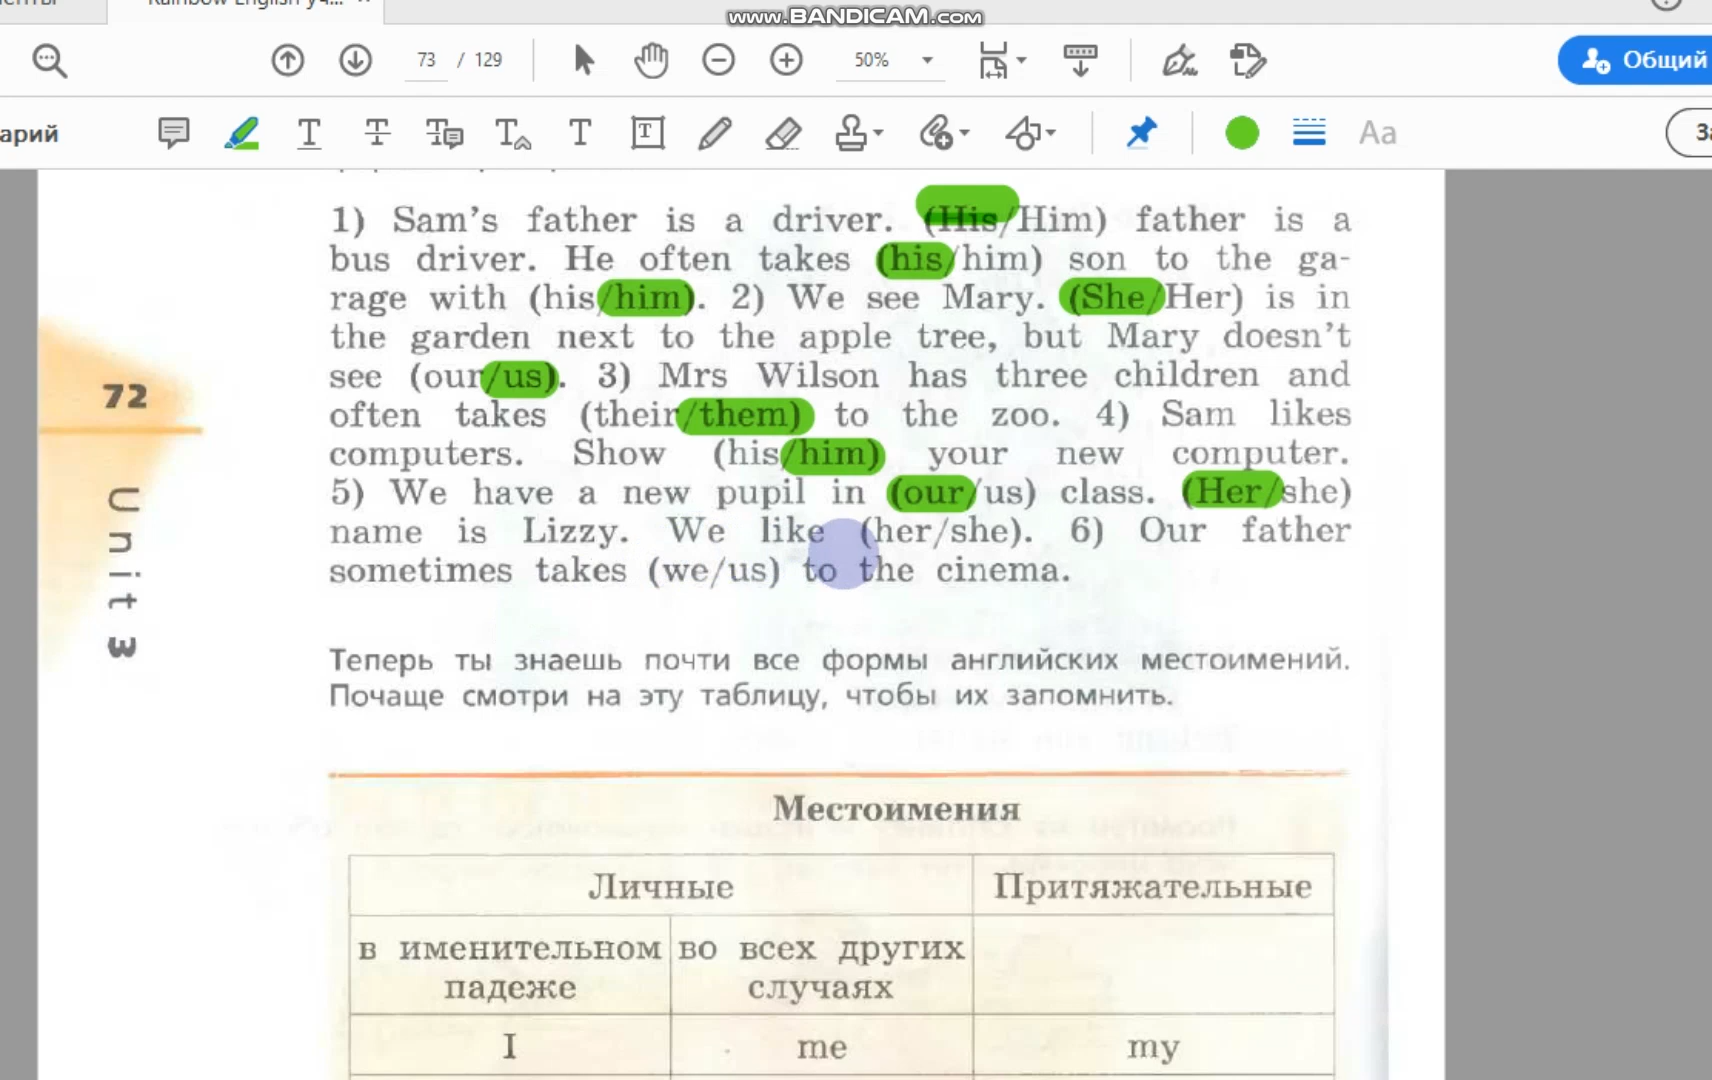 www.BANDICAM.com
73 / 129
50%
Общий
арий
Aa
1) Sam's father is a driver. (His/Him) father is a
bus driver. He often takes (his/him) son to the ga-
rage with (his/him). 2) We see Mary. (She/Her) is in
the garden next to the apple tree, but Mary doesn't
see (our/us). 3) Mrs Wilson has three children and
often takes (their/them) to the zoo. 4) Sam likes
computers. Show (his/him) your new computer.
5) We have a new pupil in (our/us) class. (Her/she)
name is Lizzy. We like (her/she). 6) Our father
sometimes takes (we/us) to the cinema.
72
Unit 3
Теперь ты знаешь почти все формы английских местоимений.
Почаще смотри на эту таблицу, чтобы их запомнить.
Местоимения
Личные
Притяжательные
в именительном падеже
во всех других случаях
I
me
my